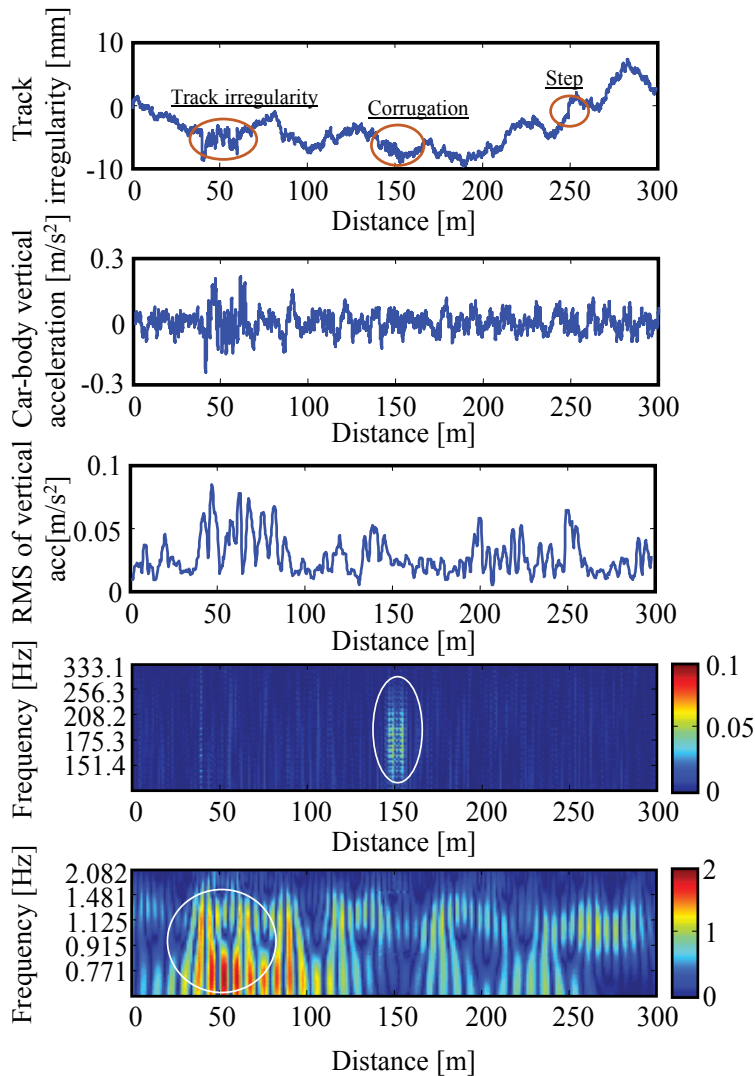 Track irregularity [mm]
10
0
-10
Track irregularity
Corrugation
Step
0 50 100 150 200 250 300
Distance [m]
Car-body vertical acceleration [m/s²]
0.3
0
-0.3
0 50 100 150 200 250 300
Distance [m]
RMS of vertical acc[m/s²]
0.1
0.05
0
0 50 100 150 200 250 300
Distance [m]
Frequency [Hz]
333.1
256.3
208.2
175.3
151.4
0.1
0.05
0
0 50 100 150 200 250 300
Distance [m]
Frequency [Hz]
2.082
1.481
1.125
0.915
0.771
2
1
0
0 50 100 150 200 250 300
Distance [m]